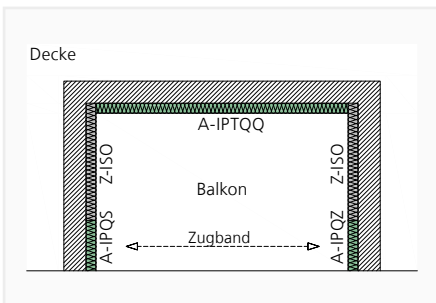 Decke
A-IPTQQ
Z-ISO
Z-ISO
Balkon
A-IPQS
Zugband
A-IPQZ